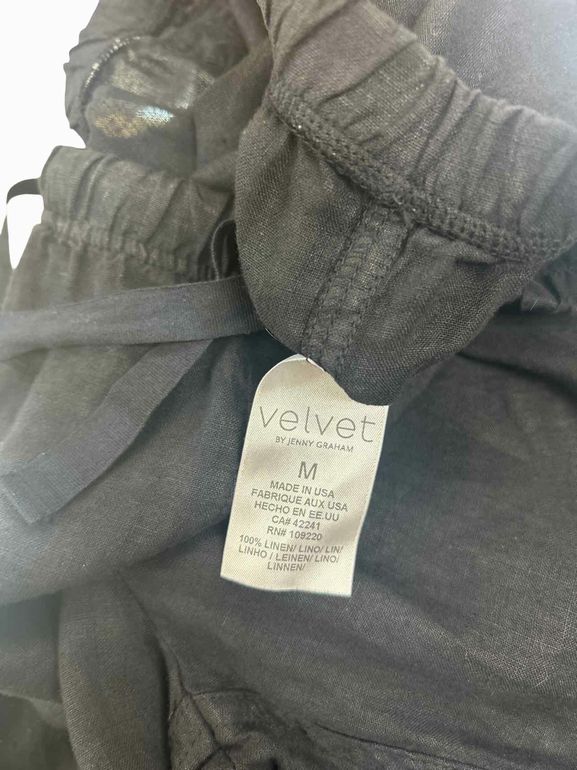 velvet
BY JENNY GRAHAM
M
MADE IN USA
FABRIQUE AUX USA
HECHO EN EE.UU
CA# 42241
RN# 109220
100% LINEN/ LINO/ LIN/
LINHO / LEINEN/ LINO/
LINNEN/